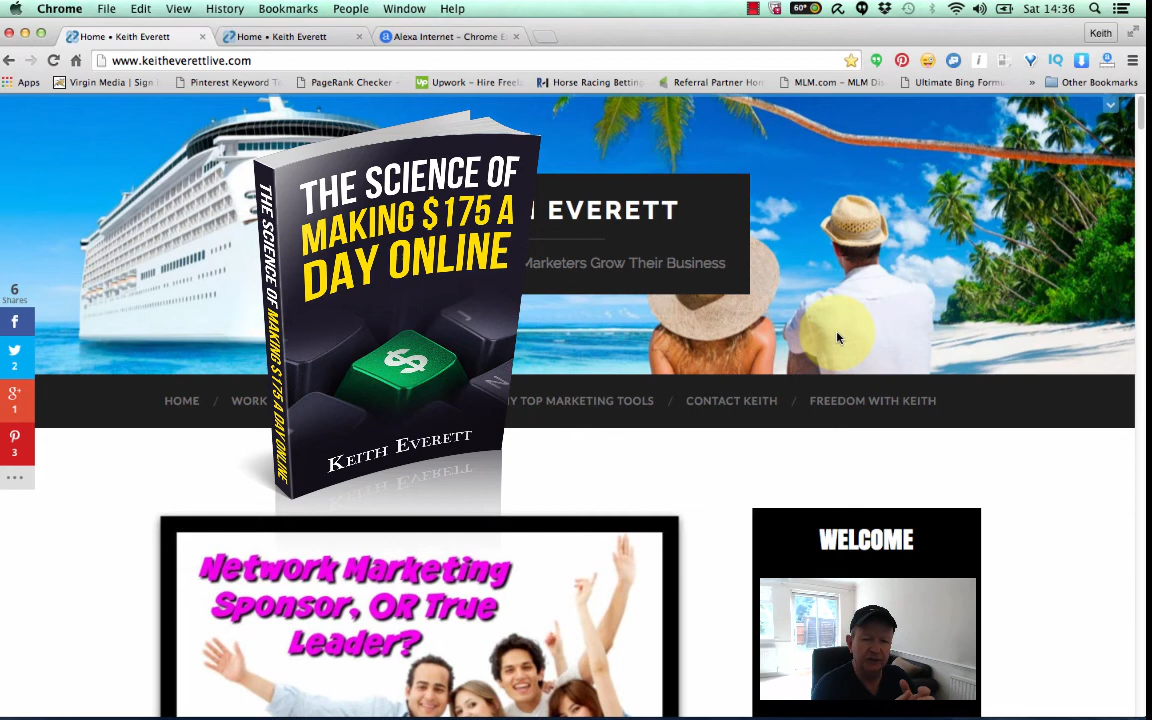 Chrome File Edit View History Bookmarks People Window Help 60° Sat 14:36
Home • Keith Everett Home • Keith Everett Alexa Internet – Chrome E Keith
www.keitheverettlive.com
Apps Virgin Media | Sign Pinterest Keyword PageRank Checker Upwork – Hire Freel Horse Racing Betting Referral Partner Hom MLM.com – MLM Di Ultimate Bing Formu » Other Bookmarks
THE SCIENCE OF
MAKING $175 A
DAY ONLINE
KEITH EVERETT
THE SCIENCE OF MAKING $175 A DAY ONLINE
EVERETT
Marketers Grow Their Business
6
Shares
2
1
3
HOME / WORK
TOP MARKETING TOOLS / CONTACT KEITH / FREEDOM WITH KEITH
Network Marketing
Sponsor, OR True
Leader?
WELCOME